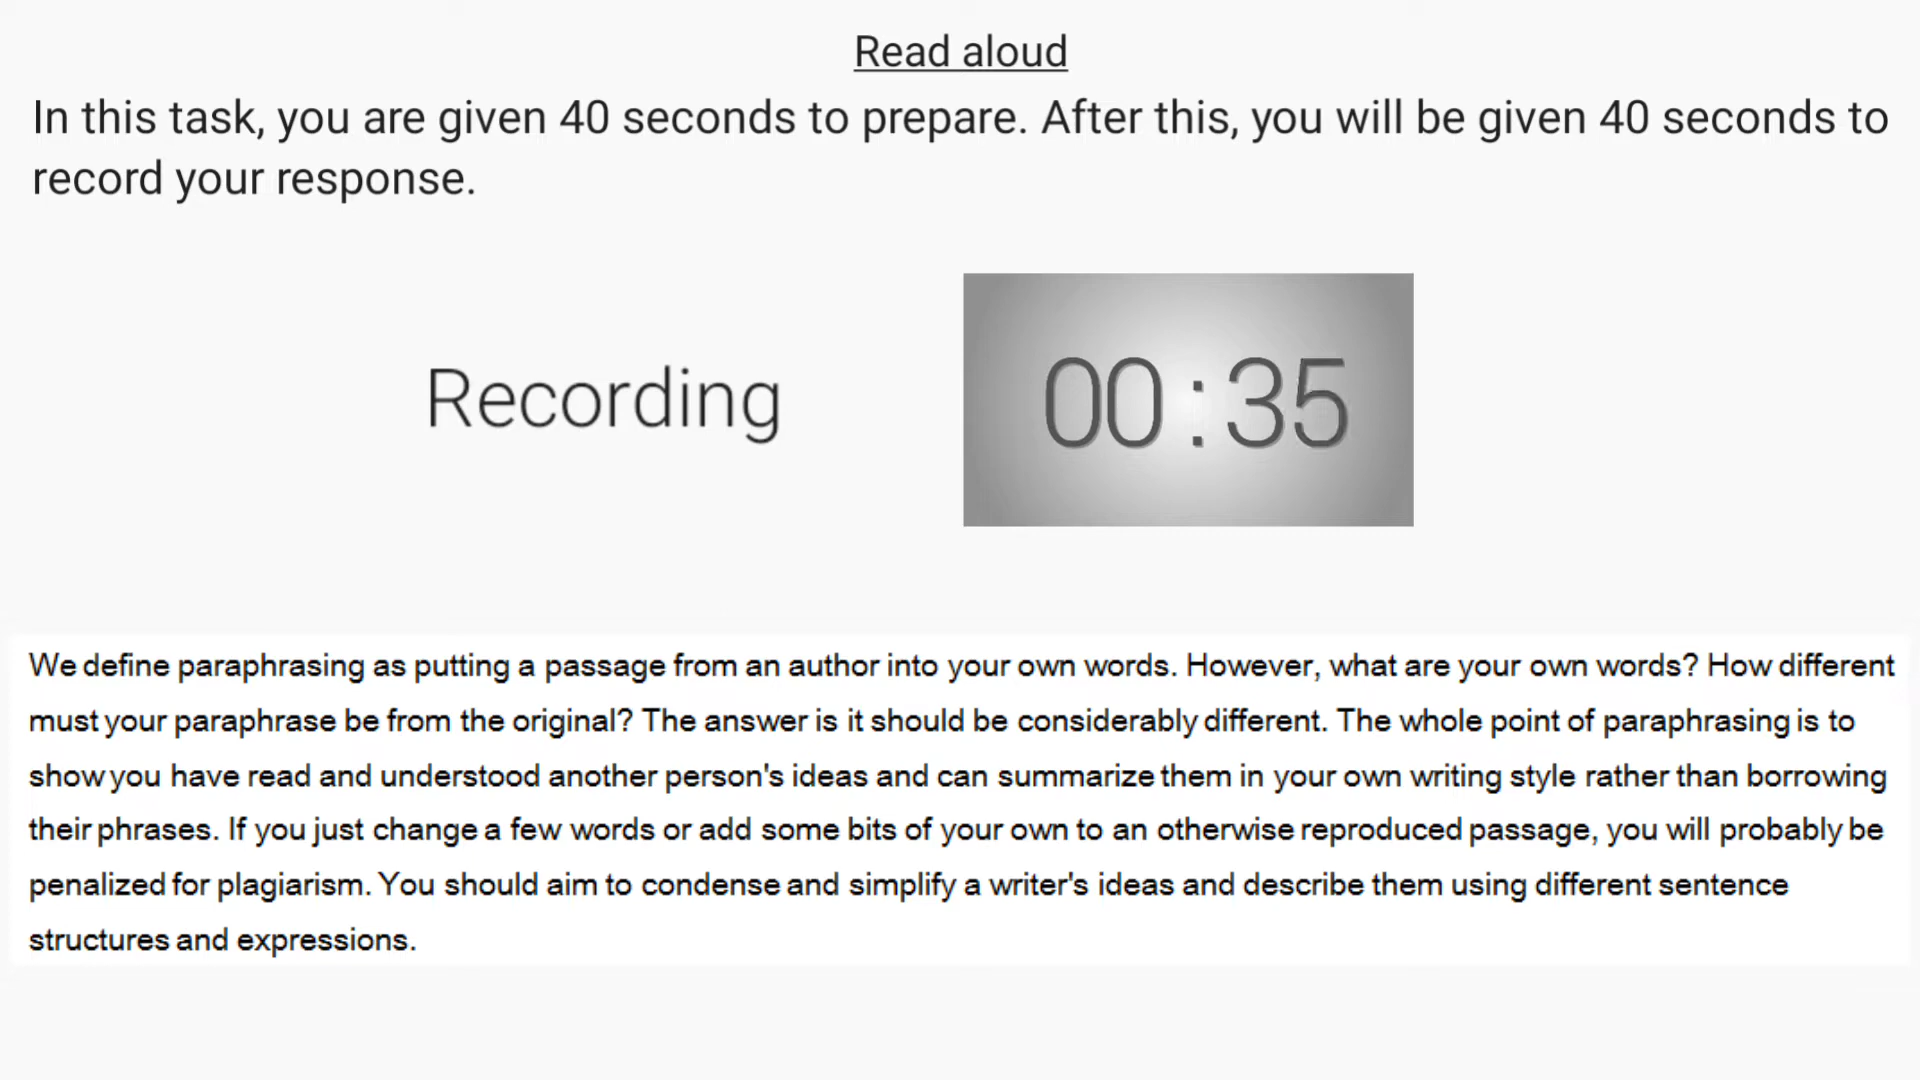 Read aloud
In this task, you are given 40 seconds to prepare. After this, you will be given 40 seconds to
record your response.
Recording
00:35
We define paraphrasing as putting a passage from an author into your own words. However, what are your own words? How different
must your paraphrase be from the original? The answer is it should be considerably different. The whole point of paraphrasing is to
show you have read and understood another person's ideas and can summarize them in your own writing style rather than borrowing
their phrases. If you just change a few words or add some bits of your own to an otherwise reproduced passage, you will probably be
penalized for plagiarism. You should aim to condense and simplify a writer's ideas and describe them using different sentence
structures and expressions.